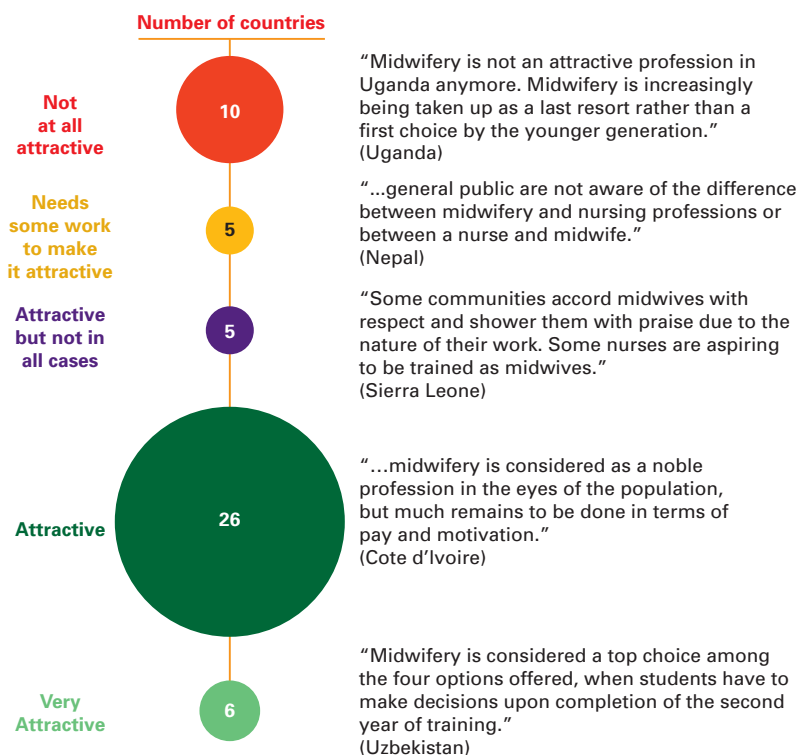 Number of countries
Not
at all
attractive
10
“Midwifery is not an attractive profession in
Uganda anymore. Midwifery is increasingly
being taken up as a last resort rather than a
first choice by the younger generation.”
(Uganda)
Needs
some work
to make
it attractive
5
“...general public are not aware of the difference
between midwifery and nursing professions or
between a nurse and midwife.”
(Nepal)
Attractive
but not in
all cases
5
“Some communities accord midwives with
respect and shower them with praise due to the
nature of their work. Some nurses are aspiring
to be trained as midwives.”
(Sierra Leone)
Attractive
26
“…midwifery is considered as a noble
profession in the eyes of the population,
but much remains to be done in terms of
pay and motivation.”
(Cote d’Ivoire)
Very
Attractive
6
“Midwifery is considered a top choice among
the four options offered, when students have to
make decisions upon completion of the second
year of training.”
(Uzbekistan)